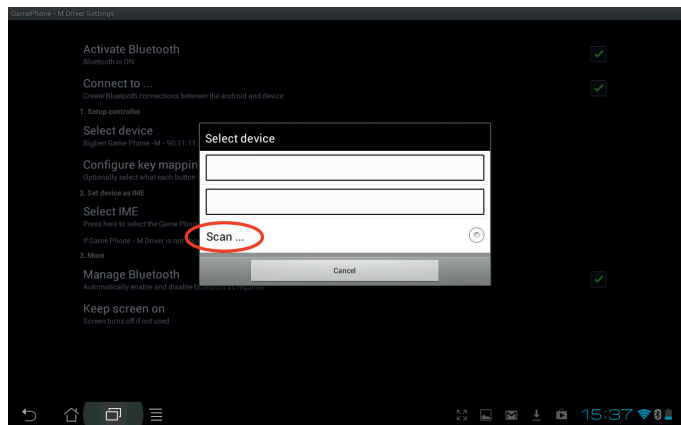 GamePhone - M Driver Settings
Activate Bluetooth
Bluetooth is ON
Connect to ...
Create Bluetooth connections between the android and device
1. Setup controller
Select device
Bigben Game Phone -M - 90:11:11
Select device
Configure key mappin
Optionally select what each button
2. Set device as IME
Select IME
Press here to select the Game Phon
If Game Phone - M Driver is not
Scan ...
3. More
Cancel
Manage Bluetooth
Automatically enable and disable Bluetooth as required
Keep screen on
Screen turns off if not used
15:37